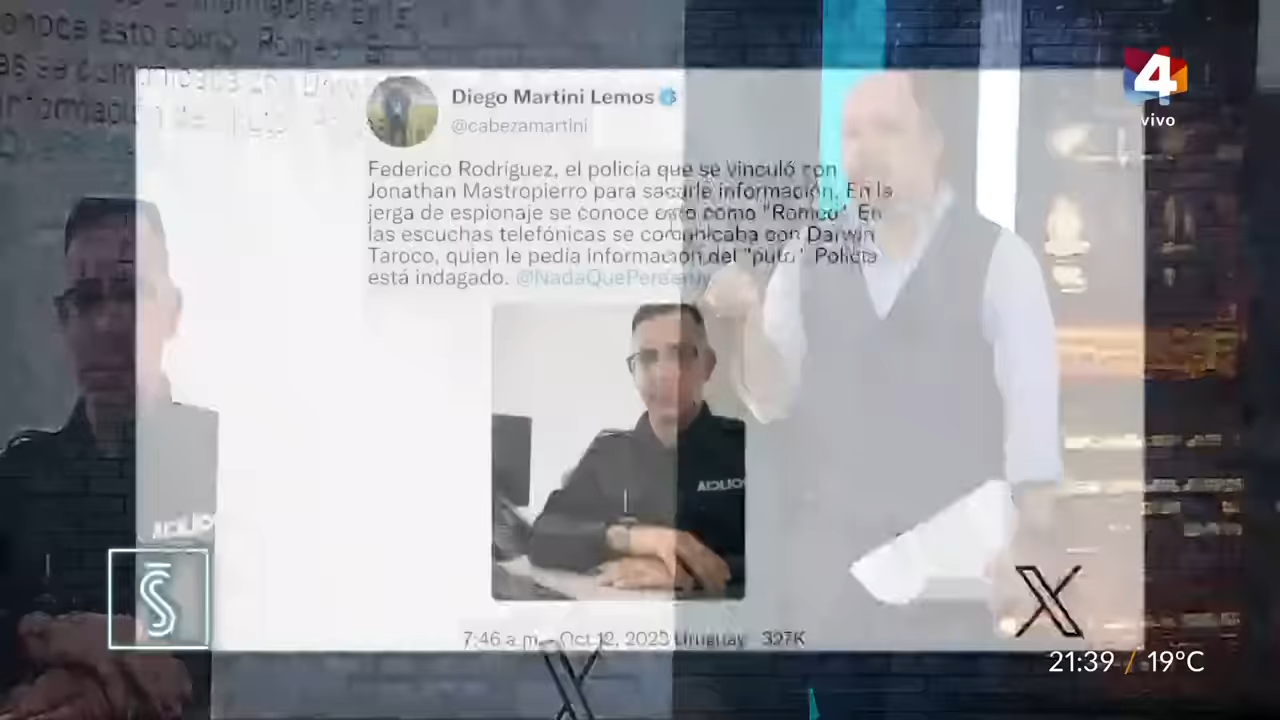 4
vivo
Diego Martini Lemos
@cabezamartini
Federico Rodríguez, el policía que se vinculó con
Jonathan Mastropierro para sacarle información. En la
jerga de espionaje se conoce esto como "Romeo". En
las escuchas telefónicas se comunicaba con Darwin
Taroco, quien le pedía información del "puto". Policía
está indagado.
7:46 a.m. - Oct 12, 2023 Uruguay 327K
21:39 / 19°C